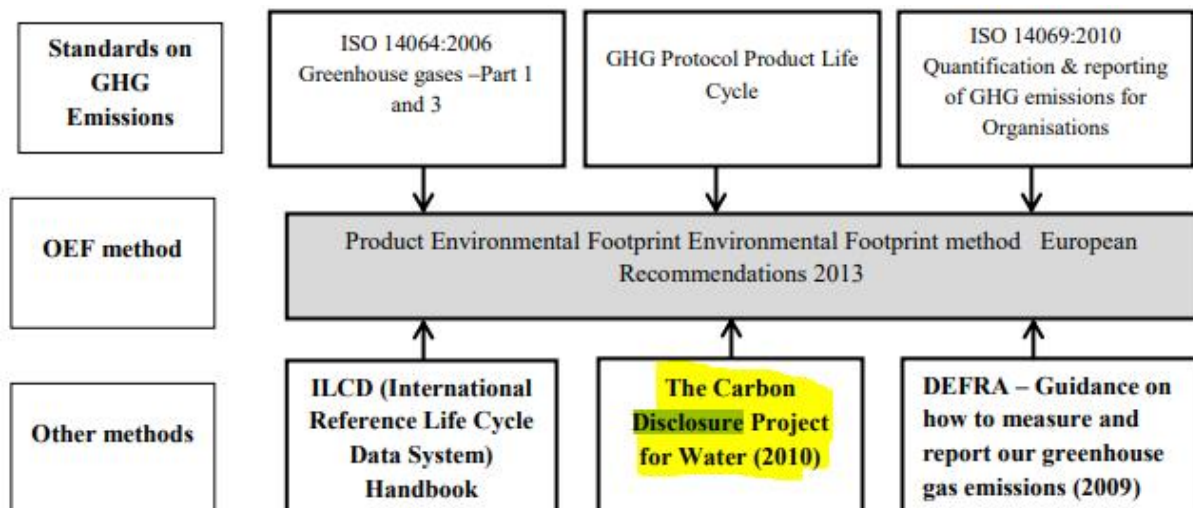 Standards on
GHG
Emissions
ISO 14064:2006
Greenhouse gases –Part 1
and 3
GHG Protocol Product Life
Cycle
ISO 14069:2010
Quantification & reporting
of GHG emissions for
Organisations
OEF method
Product Environmental Footprint Environmental Footprint method European
Recommendations 2013
Other methods
ILCD (International
Reference Life Cycle
Data System)
Handbook
The Carbon
Disclosure Project
for Water (2010)
DEFRA – Guidance on
how to measure and
report our greenhouse
gas emissions (2009)